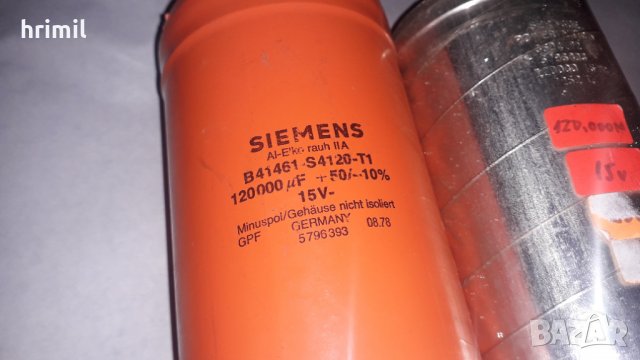 hrimil
SIEMENS
Al-Elko rauh IIA
B41461-S4120-T1
120000 µF +50/-10%
15V-
Minuspol/Gehäuse nicht isoliert
GPF GERMANY 08.78
5796393
120,000M
15v
BAZAR